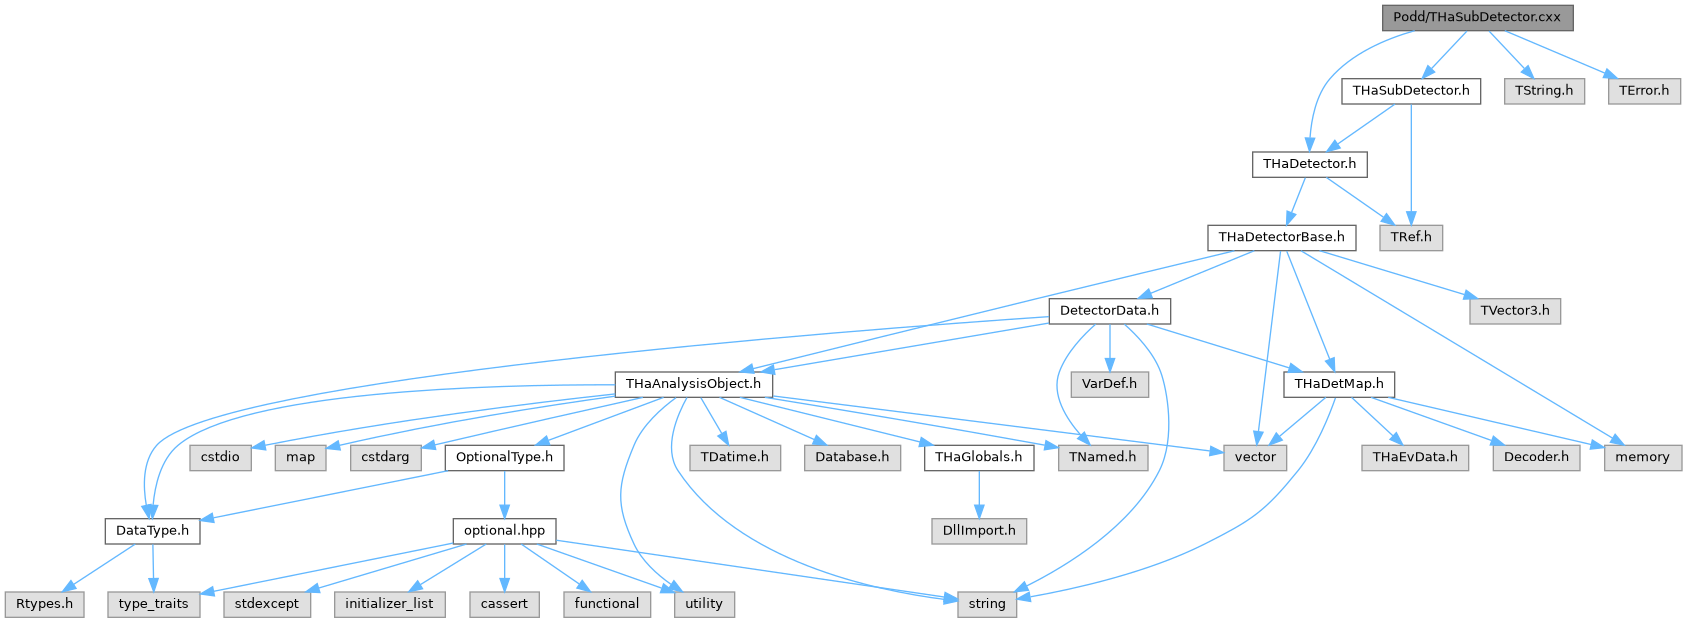 Podd/THaSubDetector.cxx
THaSubDetector.h
TString.h
TError.h
THaDetector.h
THaDetectorBase.h
TRef.h
DetectorData.h
TVector3.h
THaAnalysisObject.h
VarDef.h
THaDetMap.h
cstdio
map
cstdarg
OptionalType.h
TDatime.h
Database.h
THaGlobals.h
TNamed.h
vector
THaEvData.h
Decoder.h
memory
DataType.h
optional.hpp
DllImport.h
Rtypes.h
type_traits
stdexcept
initializer_list
cassert
functional
utility
string